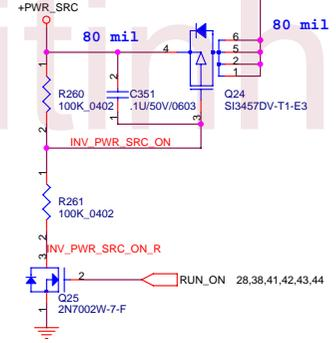 +PWR_SRC
80 mil
80 mil
4
6
5
2
1
1
2
R260
100K_0402
C351
.1U/50V/0603
1
3
Q24
SI3457DV-T1-E3
2
INV_PWR_SRC_ON
1
R261
100K_0402
2
INV_PWR_SRC_ON_R
3
2
RUN_ON 28,38,41,42,43,44
Q25
2N7002W-7-F
1